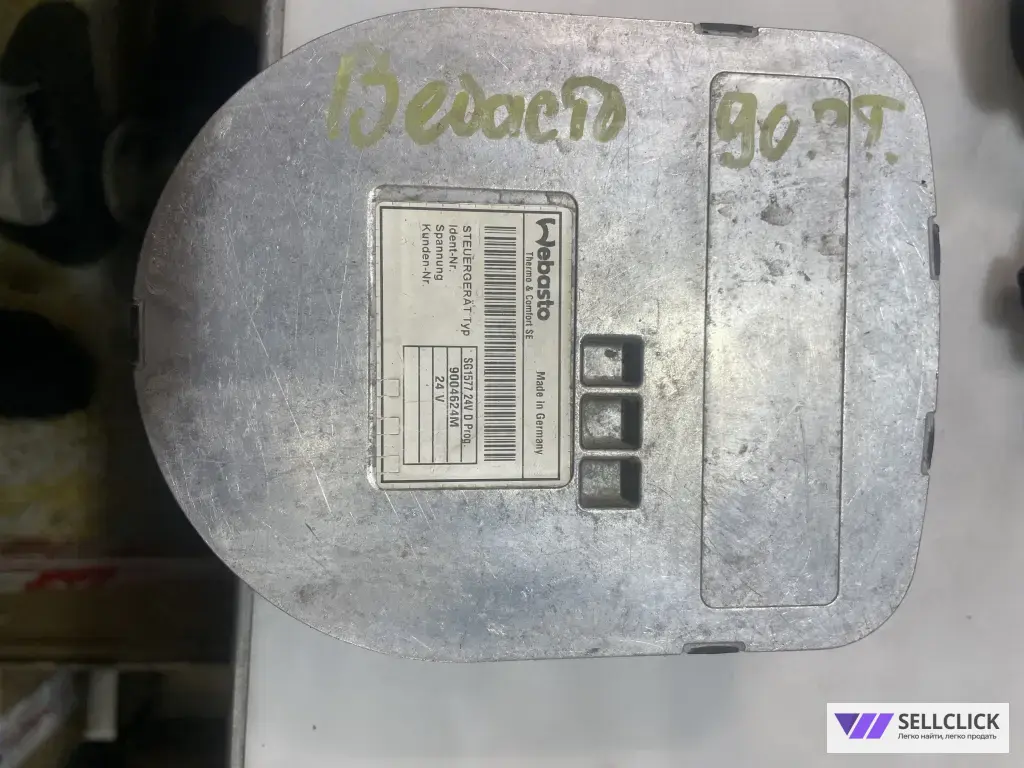 Вевасто 90 Р.Т.
Webasto
Thermo & Comfort SE
Made in Germany
STEUERGERÄT Typ SG1577 24V D Prog.
Ident-Nr. 9004624M
Spannung 24 V
Kunden-Nr.
SELLCLICK
Легко найти, легко продать